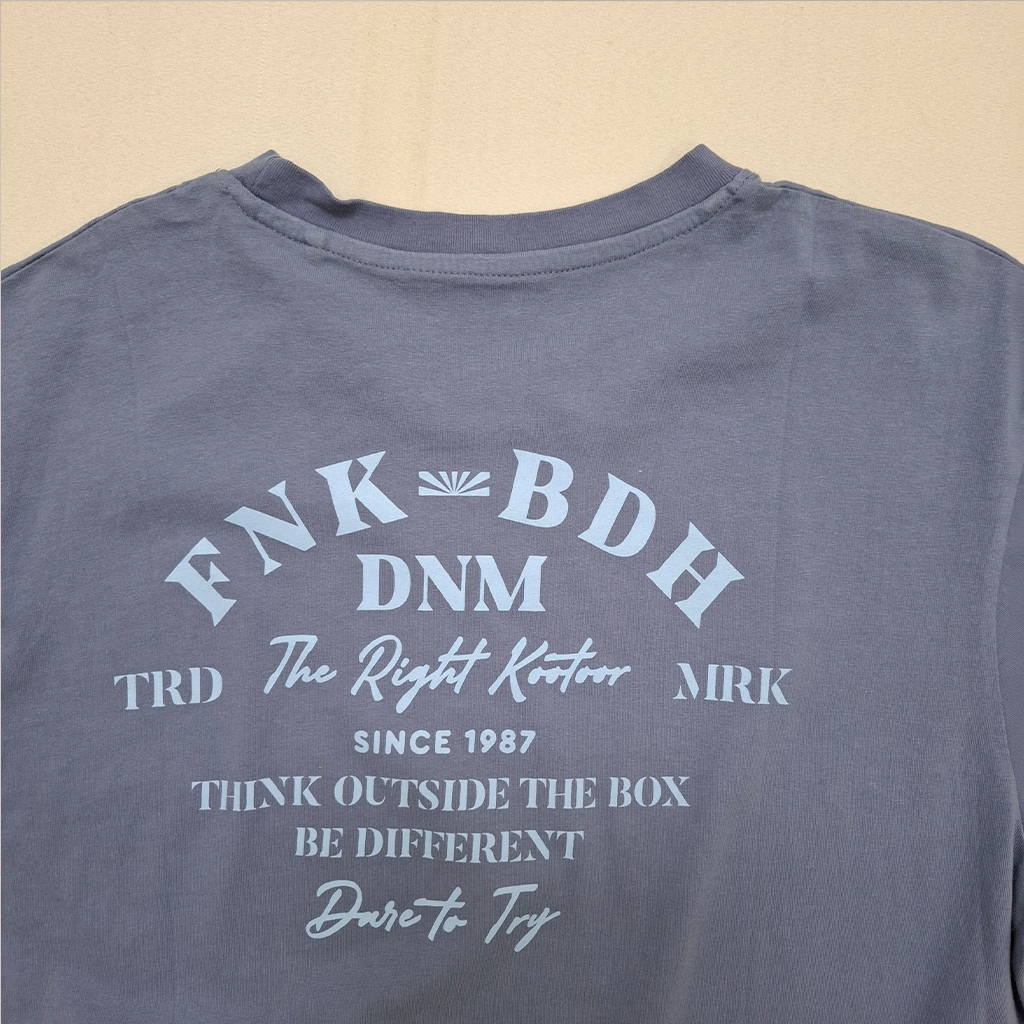 FNK BDH
DNM
TRD The Right Kootoor MRK
SINCE 1987
THINK OUTSIDE THE BOX
BE DIFFERENT
Dare to Try